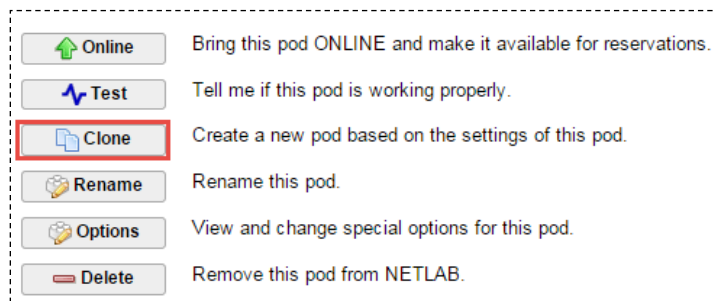 Online Bring this pod ONLINE and make it available for reservations.
Test Tell me if this pod is working properly.
Clone Create a new pod based on the settings of this pod.
Rename Rename this pod.
Options View and change special options for this pod.
Delete Remove this pod from NETLAB.